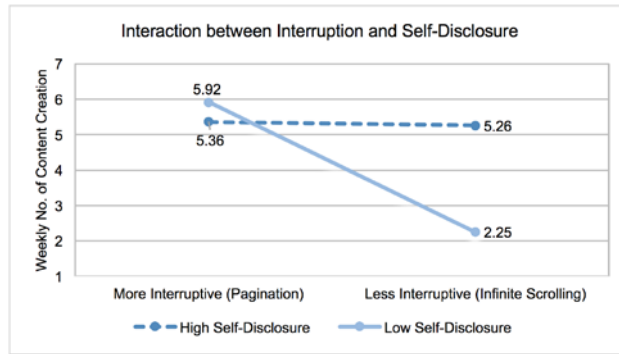 Interaction between Interruption and Self-Disclosure
Weekly No. of Content Creation
7
6
5
4
3
2
1
5.92
5.36
5.26
2.25
More Interruptive (Pagination)
Less Interruptive (Infinite Scrolling)
High Self-Disclosure
Low Self-Disclosure